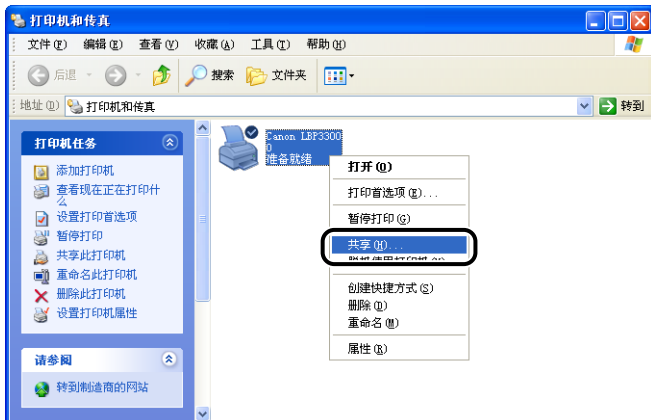 打印机和传真
文件(F) 编辑(E) 查看(V) 收藏(A) 工具(T) 帮助(H)
后退 搜索 文件夹
地址(D) 打印机和传真 转到
打印机任务
添加打印机
查看现在正在打印什
么
设置打印首选项
暂停打印
共享此打印机
重命名此打印机
删除此打印机
设置打印机属性
请参阅
转到制造商的网站
Canon LBP3300
0
准备就绪
打开(O)
打印首选项(E)...
暂停打印(G)
共享(H)...
脱机使用打印机
创建快捷方式(S)
删除(D)
重命名(M)
属性(R)